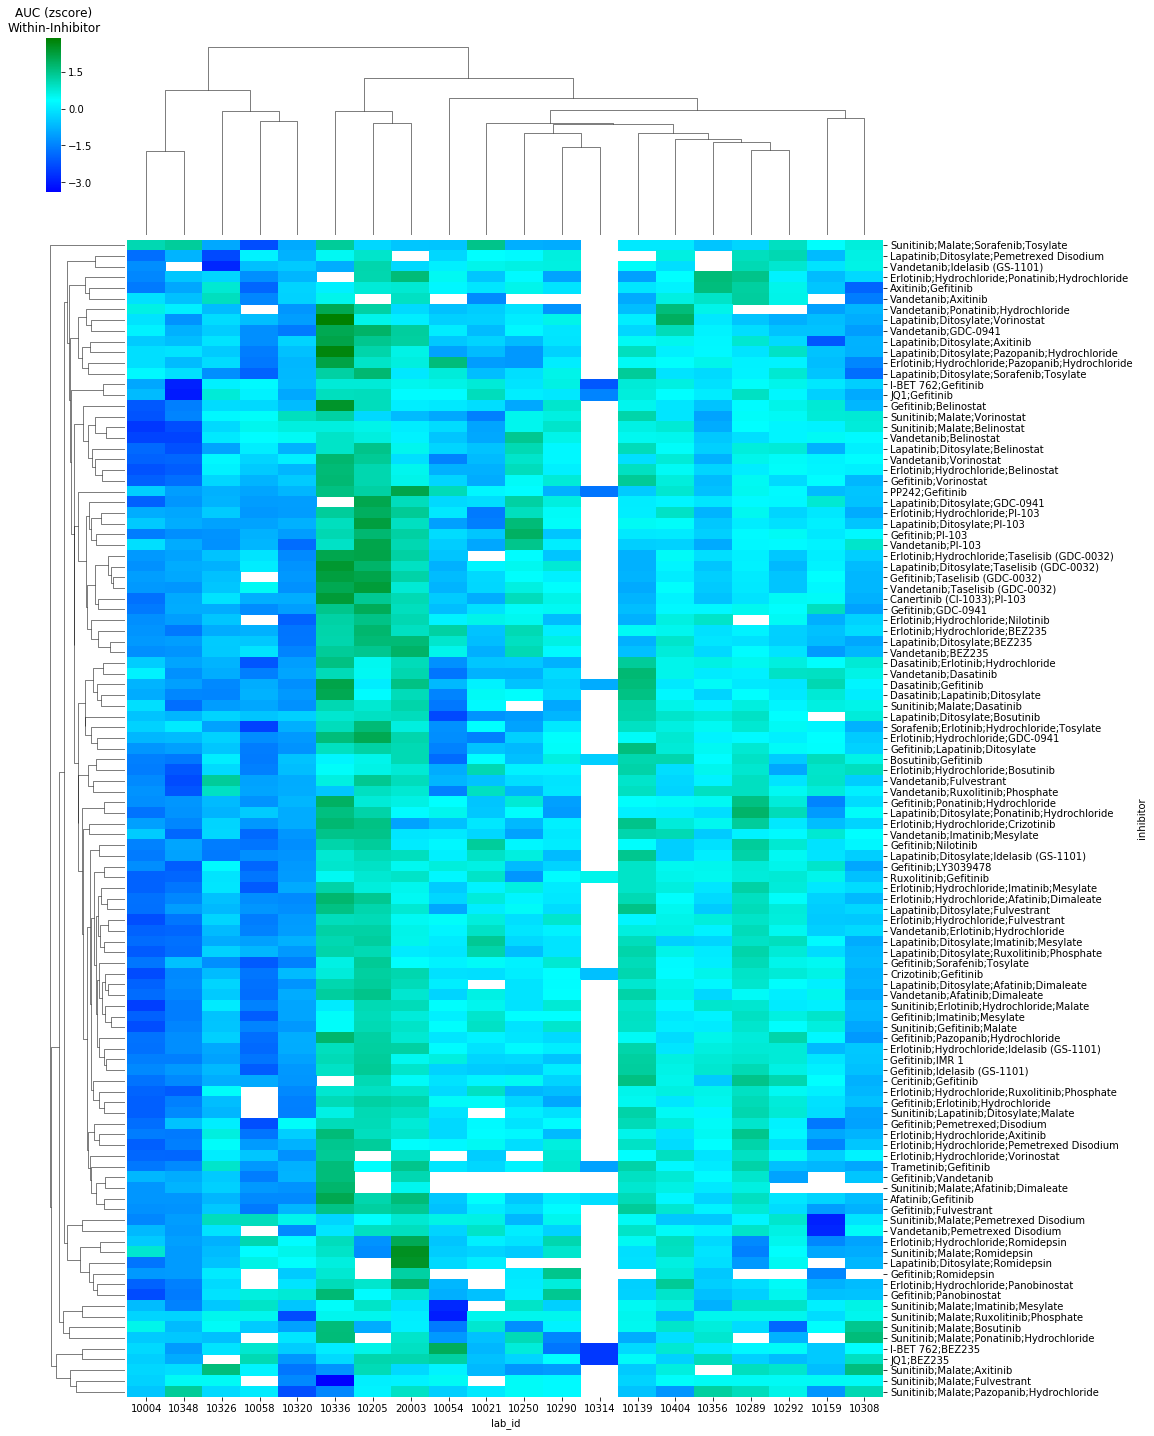 AUC (zscore)
Within-Inhibitor
1.5
0.0
−1.5
−3.0
Sunitinib;Malate;Sorafenib;Tosylate
Lapatinib;Ditosylate;Pemetrexed Disodium
Vandetanib;Idelasib (GS-1101)
Erlotinib;Hydrochloride;Ponatinib;Hydrochloride
Axitinib;Gefitinib
Vandetanib;Axitinib
Vandetanib;Ponatinib;Hydrochloride
Lapatinib;Ditosylate;Vorinostat
Vandetanib;GDC-0941
Lapatinib;Ditosylate;Axitinib
Lapatinib;Ditosylate;Pazopanib;Hydrochloride
Erlotinib;Hydrochloride;Pazopanib;Hydrochloride
Lapatinib;Ditosylate;Sorafenib;Tosylate
I-BET 762;Gefitinib
JQ1;Gefitinib
Gefitinib;Belinostat
Sunitinib;Malate;Vorinostat
Sunitinib;Malate;Belinostat
Vandetanib;Belinostat
Lapatinib;Ditosylate;Belinostat
Vandetanib;Vorinostat
Erlotinib;Hydrochloride;Belinostat
Gefitinib;Vorinostat
PP242;Gefitinib
Lapatinib;Ditosylate;GDC-0941
Erlotinib;Hydrochloride;PI-103
Lapatinib;Ditosylate;PI-103
Gefitinib;PI-103
Vandetanib;PI-103
Erlotinib;Hydrochloride;Taselisib (GDC-0032)
Lapatinib;Ditosylate;Taselisib (GDC-0032)
Gefitinib;Taselisib (GDC-0032)
Vandetanib;Taselisib (GDC-0032)
Canertinib (CI-1033);PI-103
Gefitinib;GDC-0941
Erlotinib;Hydrochloride;Nilotinib
Erlotinib;Hydrochloride;BEZ235
Lapatinib;Ditosylate;BEZ235
Vandetanib;BEZ235
Dasatinib;Erlotinib;Hydrochloride
Vandetanib;Dasatinib
Dasatinib;Gefitinib
Dasatinib;Lapatinib;Ditosylate
Sunitinib;Malate;Dasatinib
Lapatinib;Ditosylate;Bosutinib
Sorafenib;Erlotinib;Hydrochloride;Tosylate
Erlotinib;Hydrochloride;GDC-0941
Gefitinib;Lapatinib;Ditosylate
Bosutinib;Gefitinib
Erlotinib;Hydrochloride;Bosutinib
Vandetanib;Fulvestrant
Vandetanib;Ruxolitinib;Phosphate
Gefitinib;Ponatinib;Hydrochloride
Lapatinib;Ditosylate;Ponatinib;Hydrochloride
Erlotinib;Hydrochloride;Crizotinib
Vandetanib;Imatinib;Mesylate
Gefitinib;Nilotinib
Lapatinib;Ditosylate;Idelasib (GS-1101)
Gefitinib;LY3039478
Ruxolitinib;Gefitinib
Erlotinib;Hydrochloride;Imatinib;Mesylate
Erlotinib;Hydrochloride;Afatinib;Dimaleate
Lapatinib;Ditosylate;Fulvestrant
Erlotinib;Hydrochloride;Fulvestrant
Vandetanib;Erlotinib;Hydrochloride
Lapatinib;Ditosylate;Imatinib;Mesylate
Lapatinib;Ditosylate;Ruxolitinib;Phosphate
Gefitinib;Sorafenib;Tosylate
Crizotinib;Gefitinib
Lapatinib;Ditosylate;Afatinib;Dimaleate
Vandetanib;Afatinib;Dimaleate
Sunitinib;Erlotinib;Hydrochloride;Malate
Gefitinib;Imatinib;Mesylate
Sunitinib;Gefitinib;Malate
Gefitinib;Pazopanib;Hydrochloride
Erlotinib;Hydrochloride;Idelasib (GS-1101)
Gefitinib;IMR 1
Gefitinib;Idelasib (GS-1101)
Ceritinib;Gefitinib
Erlotinib;Hydrochloride;Ruxolitinib;Phosphate
Gefitinib;Erlotinib;Hydrochloride
Sunitinib;Lapatinib;Ditosylate;Malate
Gefitinib;Pemetrexed;Disodium
Erlotinib;Hydrochloride;Axitinib
Erlotinib;Hydrochloride;Pemetrexed Disodium
Erlotinib;Hydrochloride;Vorinostat
Trametinib;Gefitinib
Gefitinib;Vandetanib
Sunitinib;Malate;Afatinib;Dimaleate
Afatinib;Gefitinib
Gefitinib;Fulvestrant
Sunitinib;Malate;Pemetrexed Disodium
Vandetanib;Pemetrexed Disodium
Erlotinib;Hydrochloride;Romidepsin
Sunitinib;Malate;Romidepsin
Lapatinib;Ditosylate;Romidepsin
Gefitinib;Romidepsin
Erlotinib;Hydrochloride;Panobinostat
Gefitinib;Panobinostat
Sunitinib;Malate;Imatinib;Mesylate
Sunitinib;Malate;Ruxolitinib;Phosphate
Sunitinib;Malate;Bosutinib
Sunitinib;Malate;Ponatinib;Hydrochloride
I-BET 762;BEZ235
JQ1;BEZ235
Sunitinib;Malate;Axitinib
Sunitinib;Malate;Fulvestrant
Sunitinib;Malate;Pazopanib;Hydrochloride
inhibitor
10004 10348 10326 10058 10320 10336 10205 20003 10054 10021 10250 10290 10314 10139 10404 10356 10289 10292 10159 10308
lab_id